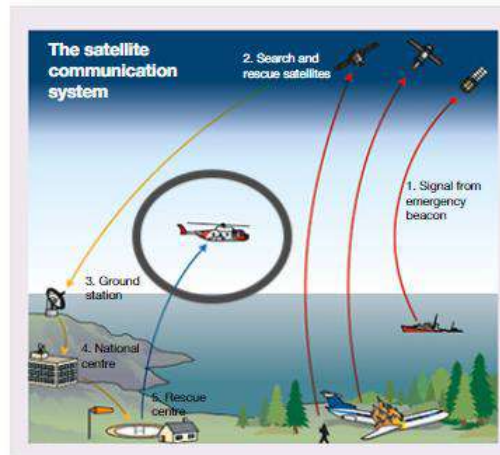 The satellite
communication
system
2. Search and
rescue satellites
1. Signal from
emergency
beacon
3. Ground
station
4. National
centre
5. Rescue
centre